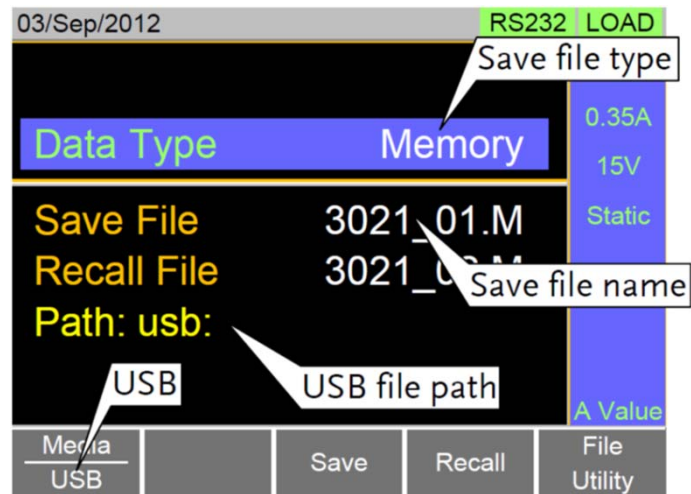 03/Sep/2012 RS232 LOAD
Save file type
Data Type Memory
0.35A
15V
Save File 3021_01.M
Static
Recall File 3021_
Save file name
Path: usb:
USB
USB file path
A Value
Media
USB
Save
Recall
File
Utility